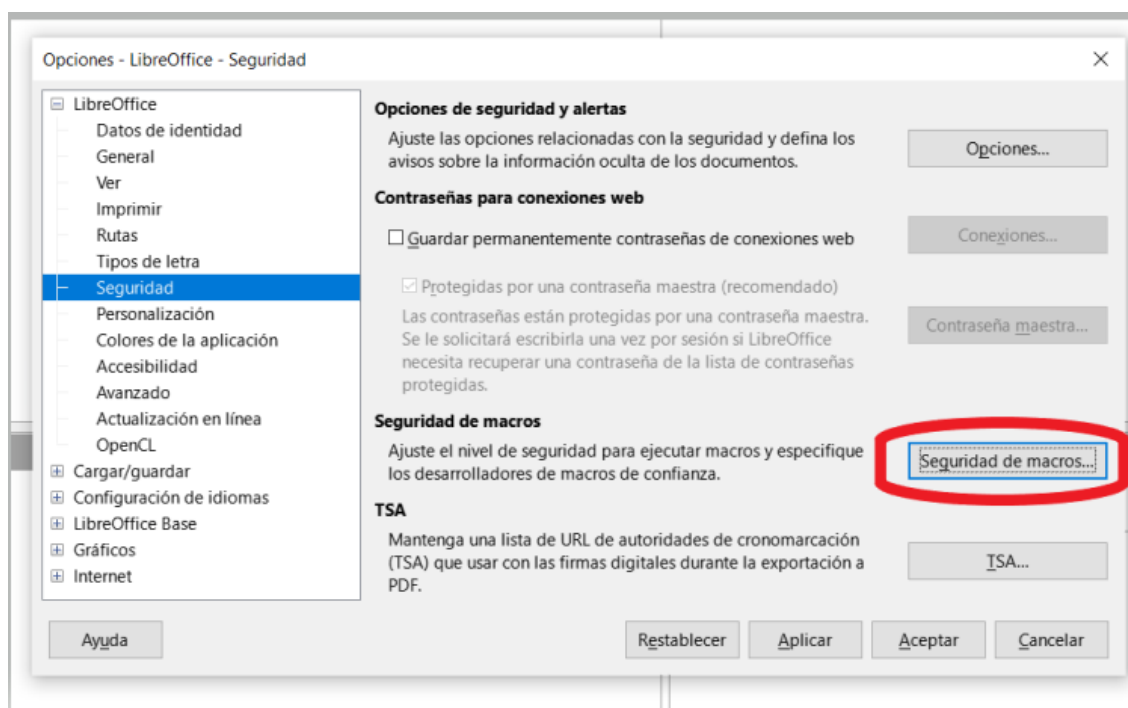 Opciones - LibreOffice - Seguridad
LibreOffice
Datos de identidad
General
Ver
Imprimir
Rutas
Tipos de letra
Seguridad
Personalización
Colores de la aplicación
Accesibilidad
Avanzado
Actualización en línea
OpenCL
Cargar/guardar
Configuración de idiomas
LibreOffice Base
Gráficos
Internet
Opciones de seguridad y alertas
Ajuste las opciones relacionadas con la seguridad y defina los
avisos sobre la información oculta de los documentos.
Opciones...
Contraseñas para conexiones web
Guardar permanentemente contraseñas de conexiones web
Conexiones...
Protegidas por una contraseña maestra (recomendado)
Las contraseñas están protegidas por una contraseña maestra.
Se le solicitará escribirla una vez por sesión si LibreOffice
necesita recuperar una contraseña de la lista de contraseñas
protegidas.
Contraseña maestra...
Seguridad de macros
Ajuste el nivel de seguridad para ejecutar macros y especifique
los desarrolladores de macros de confianza.
Seguridad de macros...
TSA
Mantenga una lista de URL de autoridades de cronomarcación
(TSA) que usar con las firmas digitales durante la exportación a
PDF.
TSA...
Ayuda
Restablecer
Aplicar
Aceptar
Cancelar